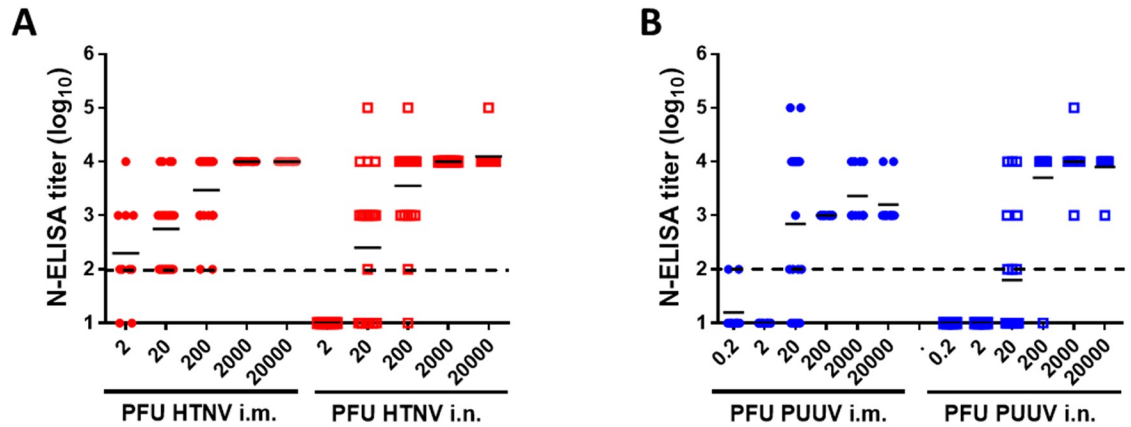 A
N-ELISA titer (log10)
6
5
4
3
2
1
2 20 200 2000 20000 2 20 200 2000 20000
PFU HTNV i.m. PFU HTNV i.n.
B
N-ELISA titer (log10)
6
5
4
3
2
1
0.2 2 20 200 2000 20000 . 0.2 2 20 200 2000 20000
PFU PUUV i.m. PFU PUUV i.n.